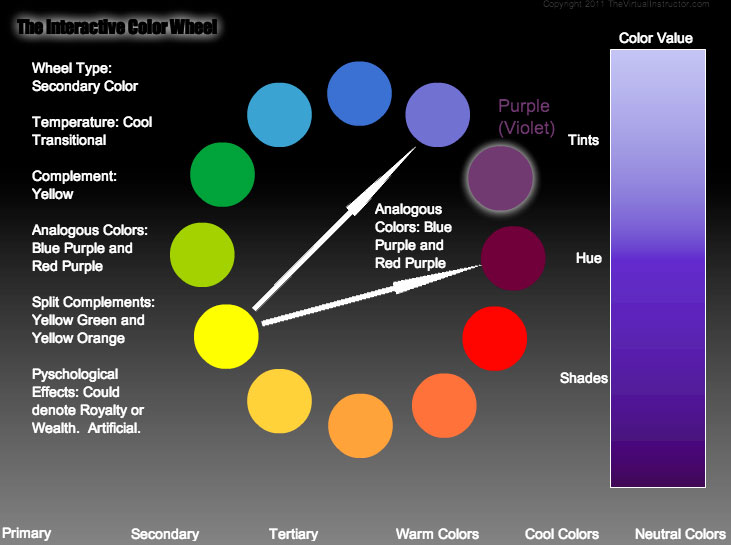 Copyright 2011 TheVirtualInstructor.com
The Interactive Color Wheel
Color Value
Wheel Type:
Secondary Color
Temperature: Cool
Transitional
Complement:
Yellow
Analogous Colors:
Blue Purple and
Red Purple
Split Complements:
Yellow Green and
Yellow Orange
Pyschological
Effects: Could
denote Royalty or
Wealth. Artificial.
Purple
(Violet)
Analogous
Colors: Blue
Purple and
Red Purple
Tints
Hue
Shades
Primary
Secondary
Tertiary
Warm Colors
Cool Colors
Neutral Colors